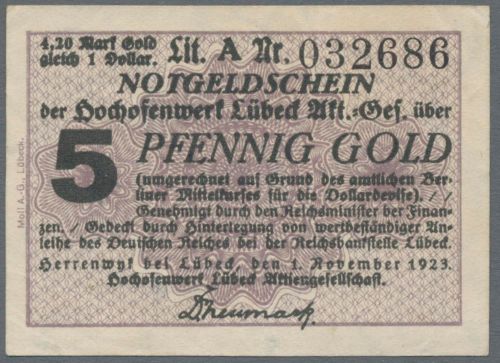 4,20 Mark Gold
gleich 1 Dollar.
Lit. A Nr. 032686
NOTGELDSCHEIN
der Hochofenwerk Lübeck Akt.-Ges. über
5 PFENNIG GOLD
(umgerechnet auf Grund des amtlichen Ber-
liner Mittelkurses für die Dollardevise). //
Genehmigt durch den Reichsminister der Finan-
zen. / Gedeckt durch Hinterlegung von wertbeständiger An-
leihe des Deutschen Reiches bei der Reichsbankstelle Lübeck.
Herrenwyk bei Lübeck, den 1. November 1923.
Hochofenwerk Lübeck Aktiengesellschaft.
Moll A.-G., Lübeck.